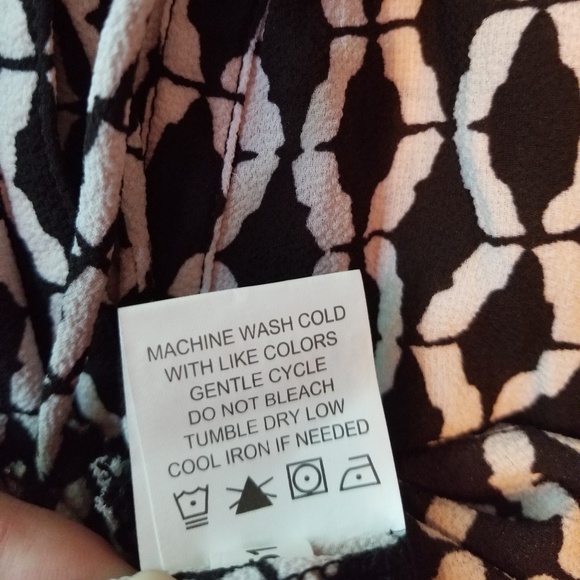 MACHINE WASH COLD
WITH LIKE COLORS
GENTLE CYCLE
DO NOT BLEACH
TUMBLE DRY LOW
COOL IRON IF NEEDED